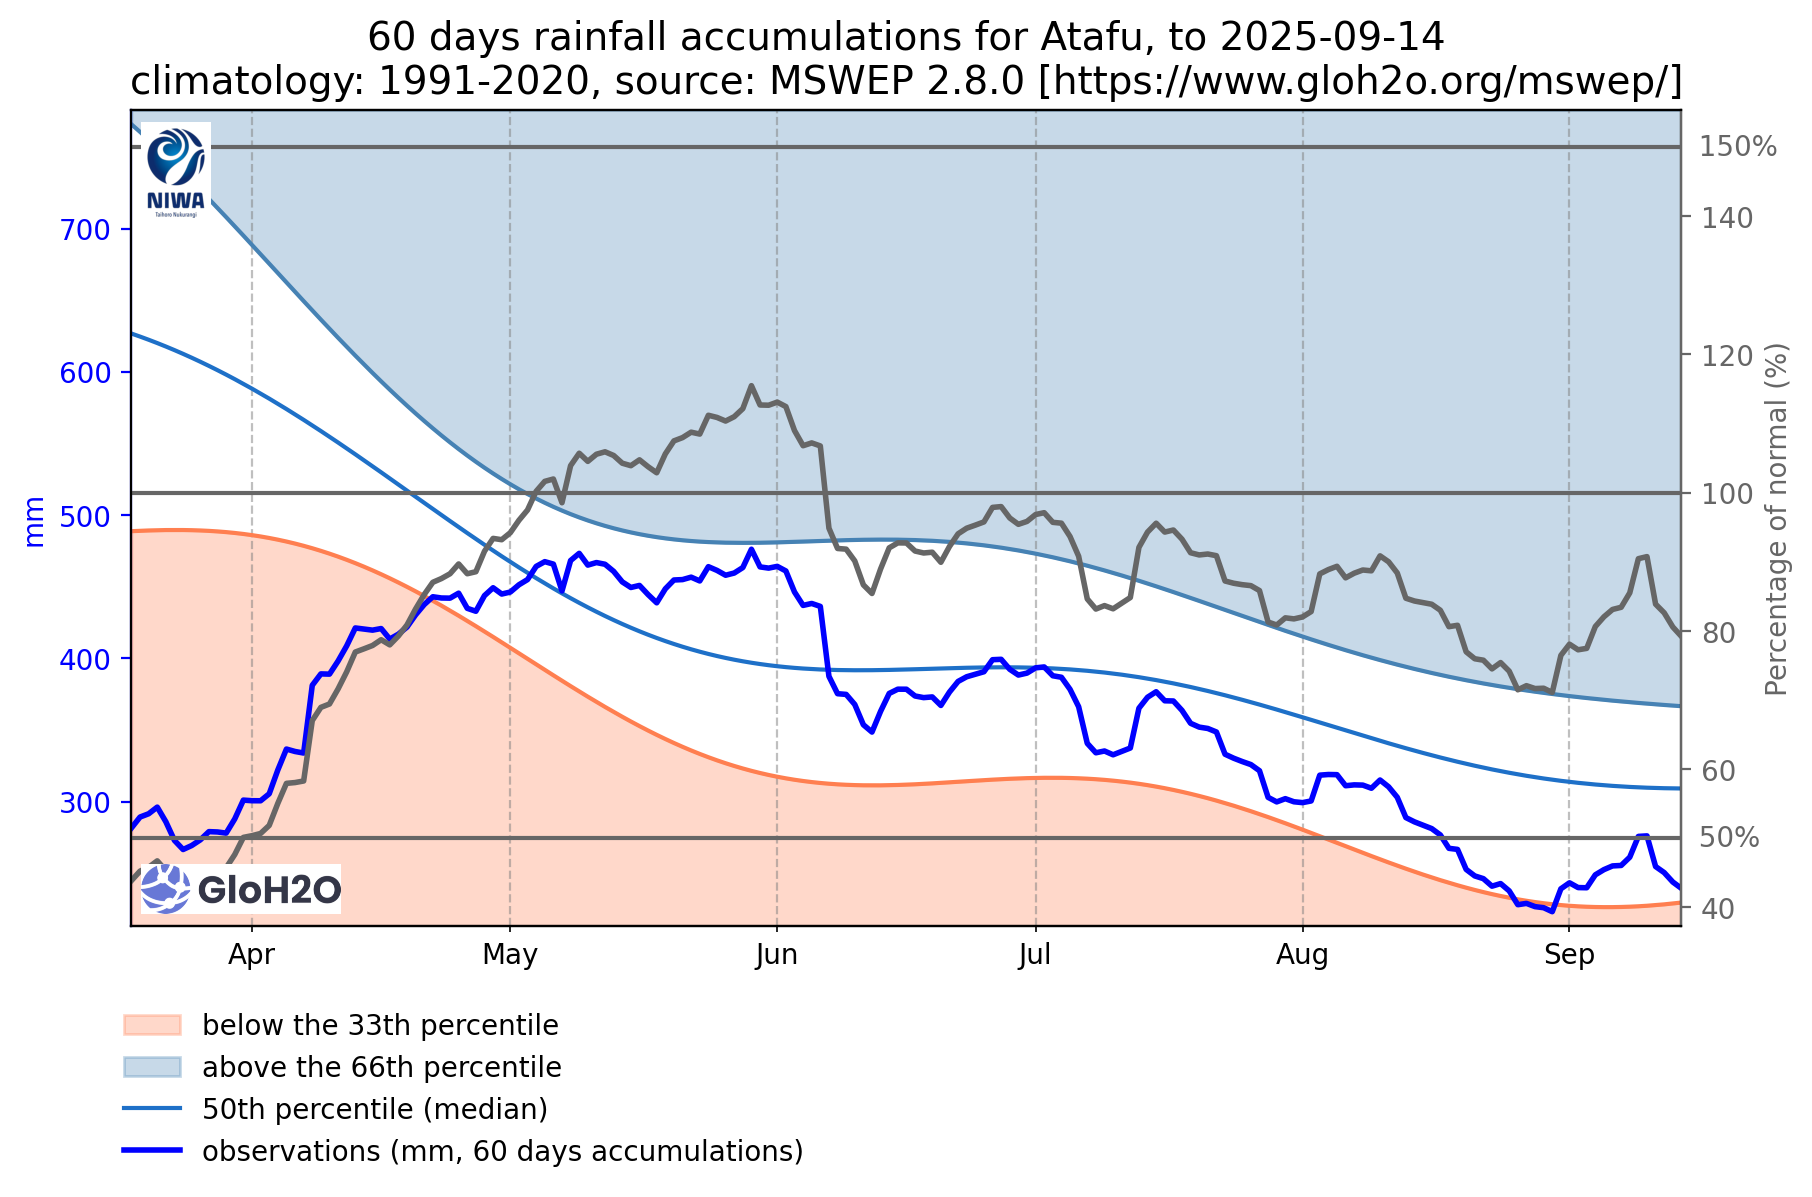 60 days rainfall accumulations for Atafu, to 2025-09-14
climatology: 1991-2020, source: MSWEP 2.8.0 [https://www.gloh2o.org/mswep/]
NIWA
Taihoro Nukurangi
GloH2O
mm
700
600
500
400
300
150%
140
120
100
80
60
50%
40
Percentage of normal (%)
Apr May Jun Jul Aug Sep
below the 33th percentile
above the 66th percentile
50th percentile (median)
observations (mm, 60 days accumulations)